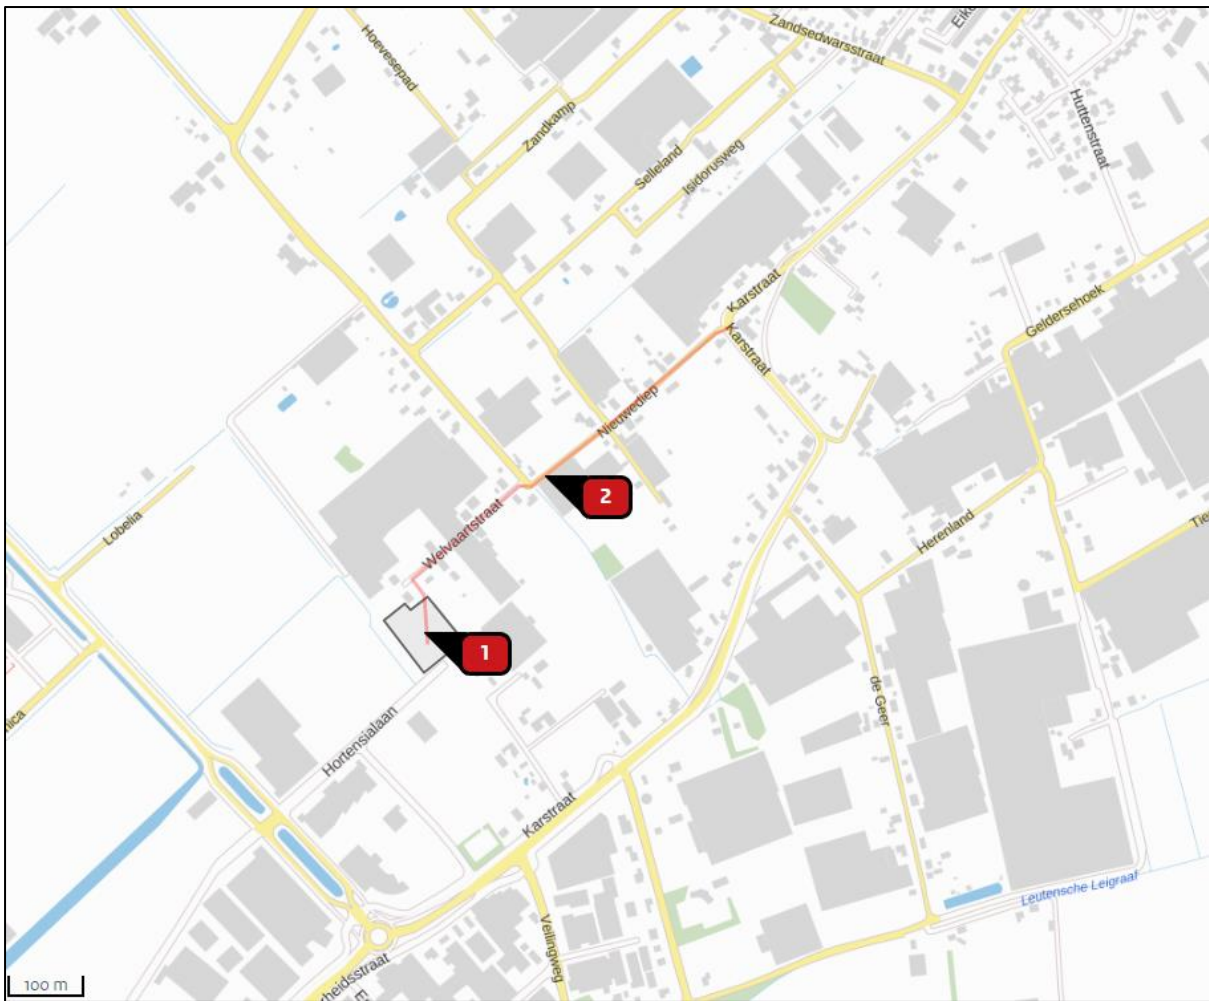 Zandsedwarsstraat
Hoevesepad
Huttenstraat
Zandkamp
Selleland
Isidorusweg
Karstraat
Geldersehoek
Karstraat
Nieuwediep
2
Welvaartstraat
Lobelia
Herenland
1
de Geer
Hortensialaan
Karstraat
Leutensche Leigraaf
Veilingweg
100 m